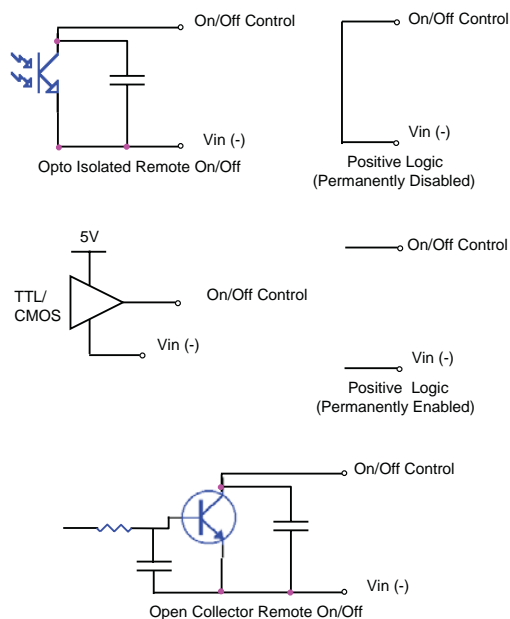 On/Off Control
Vin (-)
Opto Isolated Remote On/Off
On/Off Control
Vin (-)
Positive Logic
(Permanently Disabled)
5V
TTL/
CMOS
On/Off Control
Vin (-)
On/Off Control
Vin (-)
Positive Logic
(Permanently Enabled)
On/Off Control
Vin (-)
Open Collector Remote On/Off